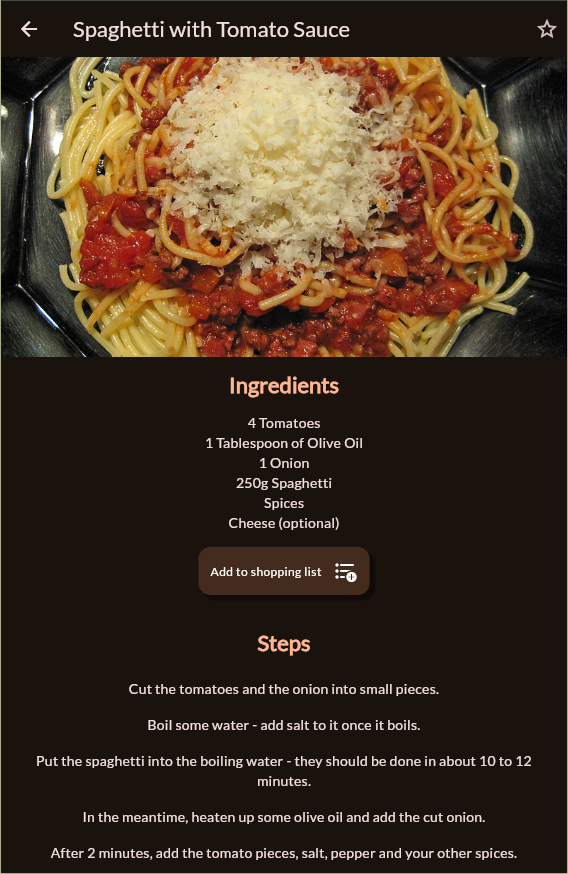 Spaghetti with Tomato Sauce
Ingredients
4 Tomatoes
1 Tablespoon of Olive Oil
1 Onion
250g Spaghetti
Spices
Cheese (optional)
Add to shopping list
Steps
Cut the tomatoes and the onion into small pieces.
Boil some water - add salt to it once it boils.
Put the spaghetti into the boiling water - they should be done in about 10 to 12
minutes.
In the meantime, heaten up some olive oil and add the cut onion.
After 2 minutes, add the tomato pieces, salt, pepper and your other spices.